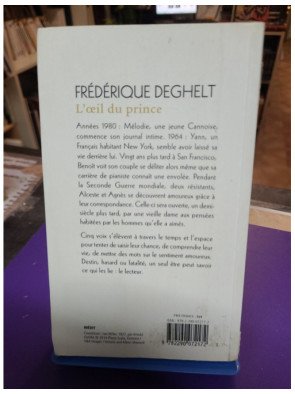 FRÉDÉRIQUE DEGHELT
L'œil du prince
Années 1980 : Mélodie, une jeune Cannoise,
commence son journal intime. 1964 : Yann, un
Français habitant New York, semble avoir laissé sa
vie derrière lui. Vingt ans plus tard à San Francisco,
Benoît voit son couple se déliter alors même que sa
carrière de pianiste connaît une envolée. Pendant
la Seconde Guerre mondiale, deux résistants,
Alceste et Agnès se découvrent amoureux grâce à
leur correspondance. Celle-ci sera ouverte, un demi-
siècle plus tard, par une vieille dame aux pensées
habitées par les hommes qu'elle a aimés.
Cinq voix s'élèvent à travers le temps et l'espace
pour tenter de saisir leur chance, de comprendre leur
vie, de mettre des mots sur le sentiment amoureux.
Destin, hasard ou fatalité, un seul être peut savoir
ce qui les lie : le lecteur.
INÉDIT
9 782290 072172